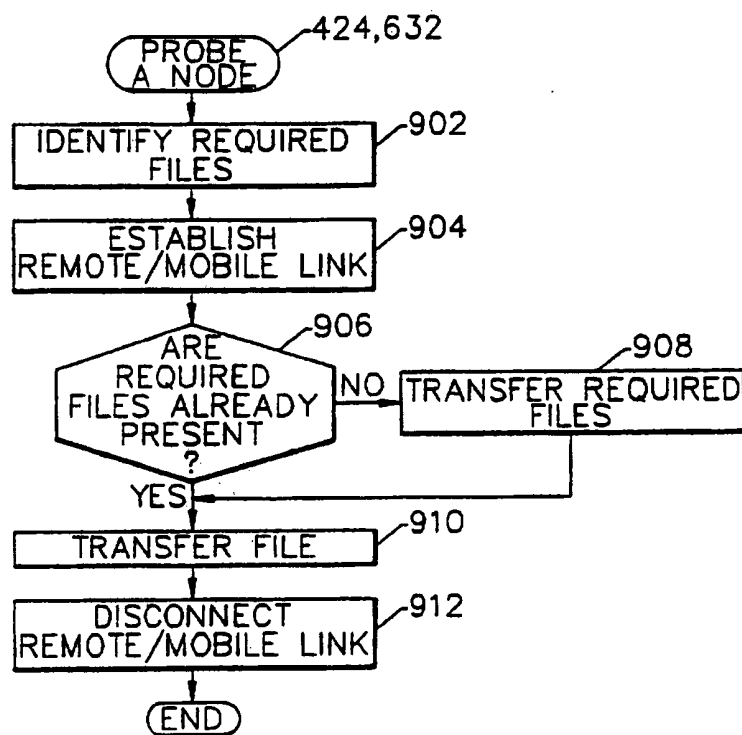 PROBE
A NODE
424,632
IDENTIFY REQUIRED
FILES
902
ESTABLISH
REMOTE/MOBILE LINK
904
ARE
REQUIRED
FILES ALREADY
PRESENT
?
906
NO
TRANSFER REQUIRED
FILES
908
YES
TRANSFER FILE
910
DISCONNECT
REMOTE/MOBILE LINK
912
END